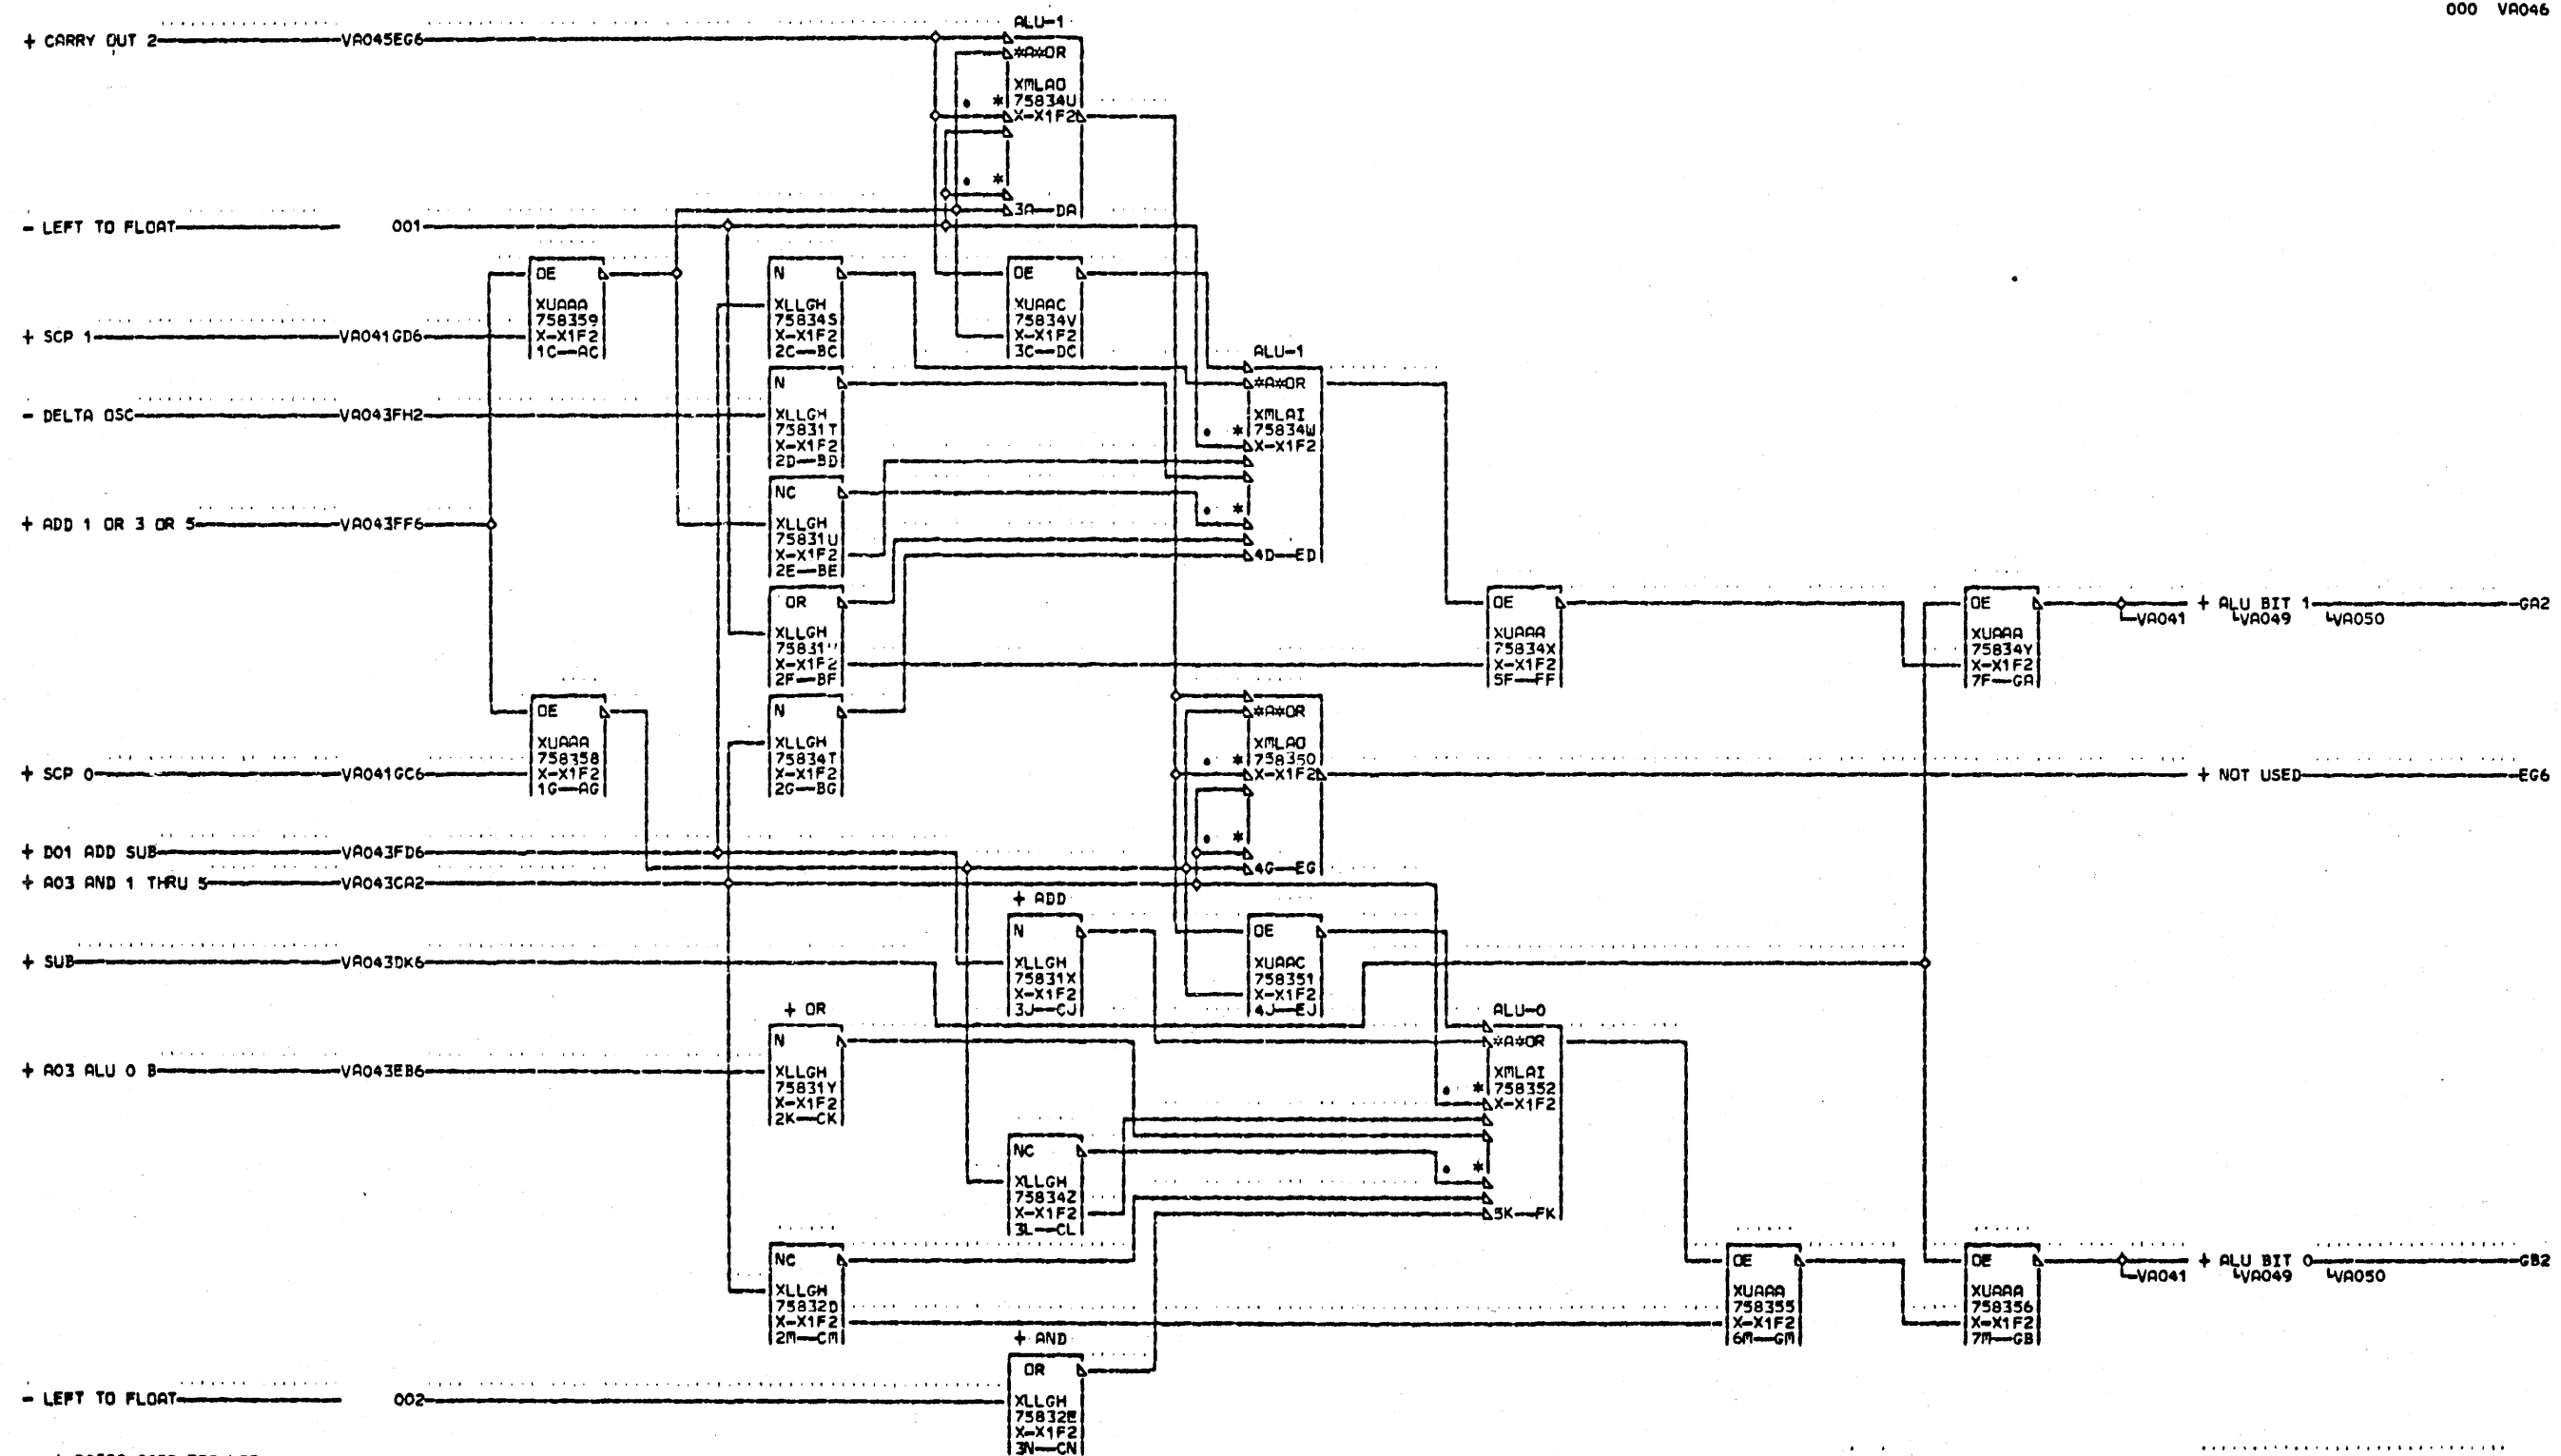 000 VA046
ALU-1
+ CARRY OUT 2 VA045EG6
*A*OR
XMLAO
75834U
X-X1F2
3A DA
- LEFT TO FLOAT 001
OE
XUAAA
758359
X-X1F2
1C AC
N
XLLGH
75834S
X-X1F2
2C BC
OE
XUAAC
75834V
X-X1F2
3C DC
+ SCP 1 VA041GD6
ALU-1
*A*OR
XMLAI
75834W
X-X1F2
4D ED
N
XLLGH
75831T
X-X1F2
2D BD
- DELTA OSC VA043FH2
NC
XLLGH
75831U
X-X1F2
2E BE
+ ADD 1 OR 3 OR 5 VA043FF6
OR
XLLGH
X-X1F2
2F BF
OE
XUAAA
75834X
X-X1F2
5F FF
OE
XUAAA
75834Y
X-X1F2
7F GA
+ ALU BIT 1 GA2
VA041 VA049 VA050
OE
XUAAA
758358
X-X1F2
1G AG
N
XLLGH
75834T
X-X1F2
2G BG
*A*OR
XMLAO
758350
X-X1F2
4G EG
+ SCP 0 VA041GC6
+ NOT USED EG6
+ D01 ADD SUB VA043FD6
+ A03 AND 1 THRU 5 VA043CA2
+ ADD
N
XLLGH
75831X
X-X1F2
3J CJ
OE
XUAAC
758351
X-X1F2
4J EJ
+ SUB VA043DK6
+ OR
N
XLLGH
75831Y
X-X1F2
2K CK
ALU-0
*A*OR
XMLAI
758352
X-X1F2
5K FK
+ A03 ALU 0 B VA043EB6
NC
XLLGH
75834Z
X-X1F2
3L CL
NC
XLLGH
75832D
X-X1F2
2M CM
OE
XUAAA
758355
X-X1F2
6M GM
OE
XUAAA
758356
X-X1F2
7M GB
+ ALU BIT 0 GB2
VA041 VA049 VA050
+ AND
OR
XLLGH
75832E
X-X1F2
3N CN
- LEFT TO FLOAT 002